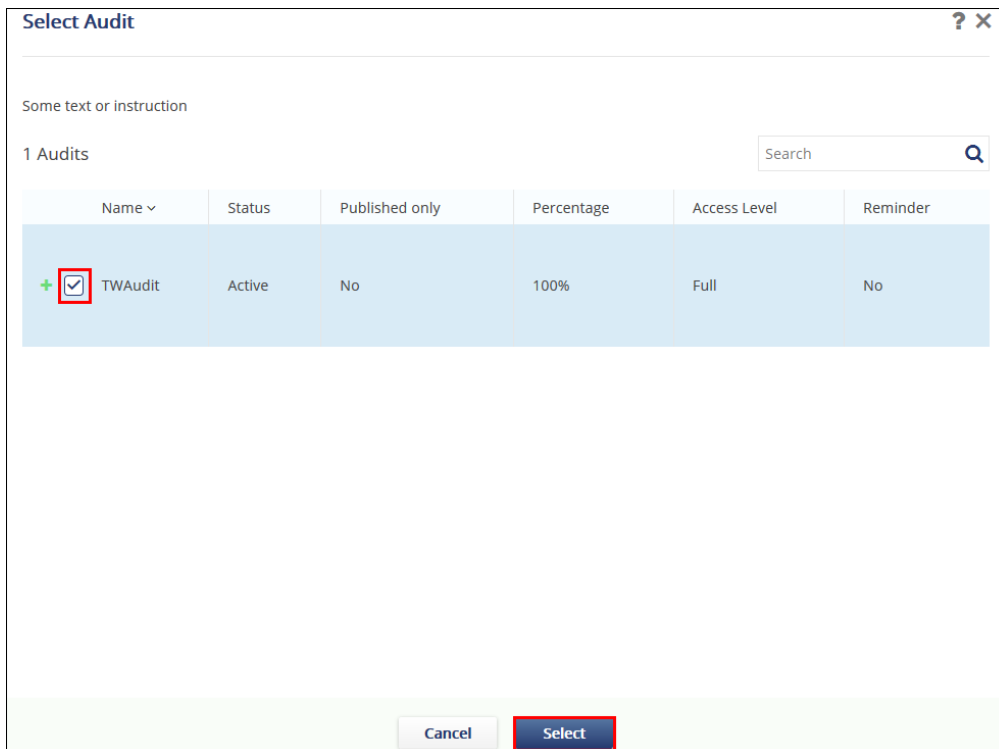 Select Audit ?
Some text or instruction
1 Audits Search
Name Status Published only Percentage Access Level Reminder
TWAudit Active No 100% Full No
Cancel Select